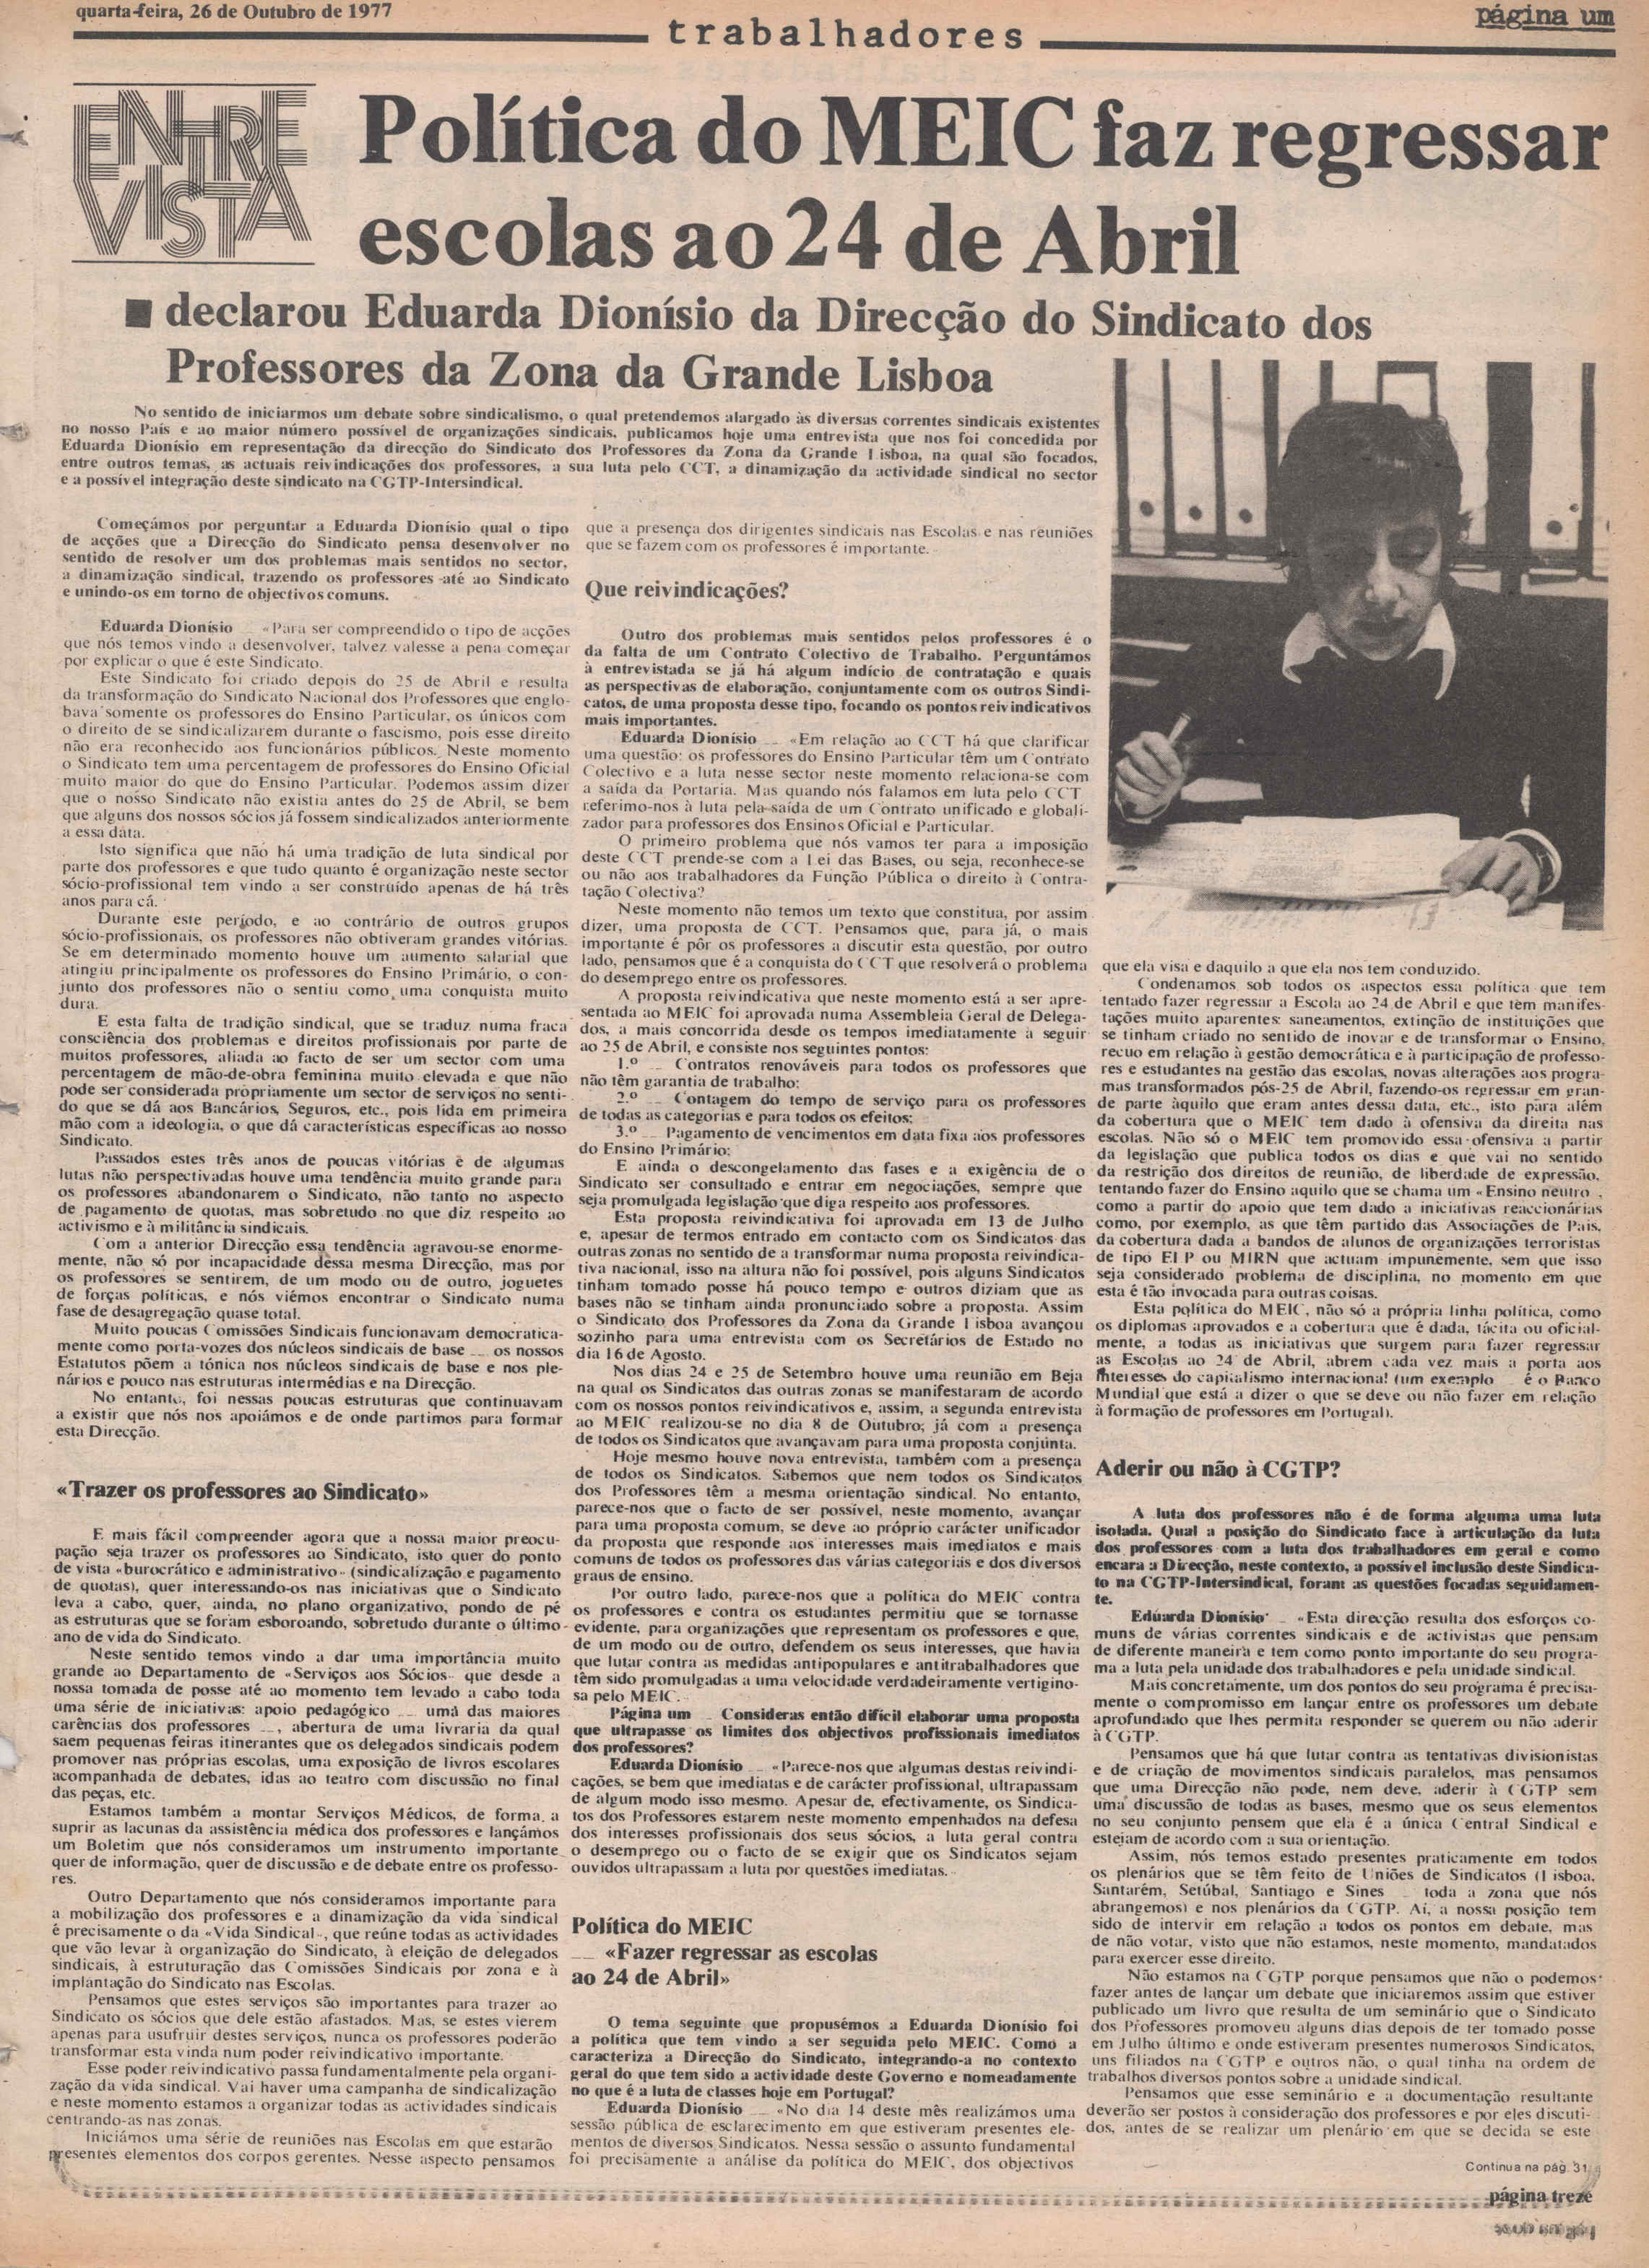 quarta-feira, 26 de Outubro de 1977
trabalhadores
página um
ENTRE
VISTA
Política do MEIC faz regressar
escolas ao 24 de Abril
■ declarou Eduarda Dionísio da Direcção do Sindicato dos
Professores da Zona da Grande Lisboa
No sentido de iniciarmos um debate sobre sindicalismo, o qual pretendemos alargado às diversas correntes sindicais existentes
no nosso País e ao maior número possível de organizações sindicais, publicamos hoje uma entrevista que nos foi concedida por
Eduarda Dionísio em representação da direcção do Sindicato dos Professores da Zona da Grande Lisboa, na qual são focados,
entre outros temas, as actuais reivindicações dos professores, a sua luta pelo CCT, a dinamização da actividade sindical no sector
e a possível integração deste sindicato na CGTP-Intersindical.
Começámos por perguntar a Eduarda Dionísio qual o tipo
de acções que a Direcção do Sindicato pensa desenvolver no
sentido de resolver um dos problemas mais sentidos no sector,
a dinamização sindical, trazendo os professores até ao Sindicato
e unindo-os em torno de objectivos comuns.
Eduarda Dionísio — «Para ser compreendido o tipo de acções
que nós temos vindo a desenvolver, talvez valesse a pena começar
por explicar o que é este Sindicato.
Este Sindicato foi criado depois do 25 de Abril e resulta
da transformação do Sindicato Nacional dos Professores que englo-
bava somente os professores do Ensino Particular, os únicos com
o direito de se sindicalizarem durante o fascismo, pois esse direito
não era reconhecido aos funcionários públicos. Neste momento
o Sindicato tem uma percentagem de professores do Ensino Oficial
muito maior do que do Ensino Particular. Podemos assim dizer
que o nosso Sindicato não existia antes do 25 de Abril, se bem
que alguns dos nossos sócios já fossem sindicalizados anteriormente
a essa data.
Isto significa que não há uma tradição de luta sindical por
parte dos professores e que tudo quanto é organização neste sector
sócio-profissional tem vindo a ser construído apenas de há três
anos para cá.
Durante este período, e ao contrário de outros grupos
sócio-profissionais, os professores não obtiveram grandes vitórias.
Se em determinado momento houve um aumento salarial que
atingiu principalmente os professores do Ensino Primário, o con-
junto dos professores não o sentiu como uma conquista muito
dura.
E esta falta de tradição sindical, que se traduz numa fraca
consciência dos problemas e direitos profissionais por parte de
muitos professores, aliada ao facto de ser um sector com uma
percentagem de mão-de-obra feminina muito elevada e que não
pode ser considerada propriamente um sector de serviços no senti-
do que se dá aos Bancários, Seguros, etc., pois lida em primeira
mão com a ideologia, o que dá características específicas ao nosso
Sindicato.
Passados estes três anos de poucas vitórias e de algumas
lutas não perspectivadas houve uma tendência muito grande para
os professores abandonarem o Sindicato, não tanto no aspecto
de pagamento de quotas, mas sobretudo no que diz respeito ao
activismo e à militância sindicais.
Com a anterior Direcção essa tendência agravou-se enorme-
mente, não só por incapacidade dessa mesma Direcção, mas por
os professores se sentirem, de um modo ou de outro, joguetes
de forças políticas, e nós viémos encontrar o Sindicato numa
fase de desagregação quase total.
Muito poucas Comissões Sindicais funcionavam democratica-
mente como porta-vozes dos núcleos sindicais de base — os nossos
Estatutos põem a tónica nos núcleos sindicais de base e nos ple-
nários e pouco nas estruturas intermédias e na Direcção.
No entanto, foi nessas poucas estruturas que continuavam
a existir que nós nos apoiámos e de onde partimos para formar
esta Direcção.
«Trazer os professores ao Sindicato»
E mais fácil compreender agora que a nossa maior preocu-
pação seja trazer os professores ao Sindicato, isto quer do ponto
de vista «burocrático e administrativo» (sindicalização e pagamento
de quotas), quer interessando-os nas iniciativas que o Sindicato
leva a cabo, quer, ainda, no plano organizativo, pondo de pé
as estruturas que se foram esboroando, sobretudo durante o último
ano de vida do Sindicato.
Neste sentido temos vindo a dar uma importância muito
grande ao Departamento de «Serviços aos Sócios» que desde a
nossa tomada de posse até ao momento tem levado a cabo toda
uma série de iniciativas: apoio pedagógico — uma das maiores
carências dos professores —, abertura de uma livraria da qual
saem pequenas feiras itinerantes que os delegados sindicais podem
promover nas próprias escolas, uma exposição de livros escolares
acompanhada de debates, idas ao teatro com discussão no final
das peças, etc.
Estamos também a montar Serviços Médicos, de forma a
suprir as lacunas da assistência médica dos professores e lançámos
um Boletim que nós consideramos um instrumento importante
quer de informação, quer de discussão e de debate entre os professo-
res.
Outro Departamento que nós consideramos importante para
a mobilização dos professores e a dinamização da vida sindical
é precisamente o da «Vida Sindical», que reúne todas as actividades
que vão levar à organização do Sindicato, à eleição de delegados
sindicais, à estruturação das Comissões Sindicais por zona e à
implantação do Sindicato nas Escolas.
Pensamos que estes serviços são importantes para trazer ao
Sindicato os sócios que dele estão afastados. Mas, se estes vierem
apenas para usufruir destes serviços, nunca os professores poderão
transformar esta vinda num poder reivindicativo importante.
Esse poder reivindicativo passa fundamentalmente pela organi-
zação da vida sindical. Vai haver uma campanha de sindicalização
e neste momento estamos a organizar todas as actividades sindicais
centrando-as nas zonas.
Iniciámos uma série de reuniões nas Escolas em que estarão
presentes elementos dos corpos gerentes. Nesse aspecto pensamos
que a presença dos dirigentes sindicais nas Escolas e nas reuniões
que se fazem com os professores é importante.
Que reivindicações?
Outro dos problemas mais sentidos pelos professores é o
da falta de um Contrato Colectivo de Trabalho. Perguntámos
à entrevistada se já há algum indício de contratação e quais
as perspectivas de elaboração, conjuntamente com os outros Sindi-
catos, de uma proposta desse tipo, focando os pontos reivindicativos
mais importantes.
Eduarda Dionísio — «Em relação ao CCT há que clarificar
uma questão: os professores do Ensino Particular têm um Contrato
Colectivo e a luta nesse sector neste momento relaciona-se com
a saída da Portaria. Mas quando nós falamos em luta pelo CCT
referimo-nos à luta pela saída de um Contrato unificado e globali-
zador para professores dos Ensinos Oficial e Particular.
O primeiro problema que nós vamos ter para a imposição
deste CCT prende-se com a Lei das Bases, ou seja, reconhece-se
ou não aos trabalhadores da Função Pública o direito à Contra-
tação Colectiva?
Neste momento não temos um texto que constitua, por assim
dizer, uma proposta de CCT. Pensamos que, para já, o mais
importante é pôr os professores a discutir esta questão, por outro
lado, pensamos que é a conquista do CCT que resolverá o problema
do desemprego entre os professores.
A proposta reivindicativa que neste momento está a ser apre-
sentada ao MEIC foi aprovada numa Assembleia Geral de Delega-
dos, a mais concorrida desde os tempos imediatamente a seguir
ao 25 de Abril, e consiste nos seguintes pontos:
1.º — Contratos renováveis para todos os professores que
não têm garantia de trabalho;
2.º — Contagem do tempo de serviço para os professores
de todas as categorias e para todos os efeitos;
3.º — Pagamento de vencimentos em data fixa aos professores
do Ensino Primário;
E ainda o descongelamento das fases e a exigência de o
Sindicato ser consultado e entrar em negociações, sempre que
seja promulgada legislação que diga respeito aos professores.
Esta proposta reivindicativa foi aprovada em 13 de Julho
e, apesar de termos entrado em contacto com os Sindicatos das
outras zonas no sentido de a transformar numa proposta reivindica-
tiva nacional, isso na altura não foi possível, pois alguns Sindicatos
tinham tomado posse há pouco tempo e outros diziam que as
bases não se tinham ainda pronunciado sobre a proposta. Assim
o Sindicato dos Professores da Zona da Grande Lisboa avançou
sozinho para uma entrevista com os Secretários de Estado no
dia 16 de Agosto.
Nos dias 24 e 25 de Setembro houve uma reunião em Beja
na qual os Sindicatos das outras zonas se manifestaram de acordo
com os nossos pontos reivindicativos e, assim, a segunda entrevista
ao MEIC realizou-se no dia 8 de Outubro; já com a presença
de todos os Sindicatos que avançavam para uma proposta conjunta.
Hoje mesmo houve nova entrevista, também com a presença
de todos os Sindicatos. Sabemos que nem todos os Sindicatos
dos Professores têm a mesma orientação sindical. No entanto,
parece-nos que o facto de ser possível, neste momento, avançar
para uma proposta comum, se deve ao próprio carácter unificador
da proposta que responde aos interesses mais imediatos e mais
comuns de todos os professores das várias categorias e dos diversos
graus de ensino.
Por outro lado, parece-nos que a política do MEIC contra
os professores e contra os estudantes permitiu que se tornasse
evidente, para organizações que representam os professores e que,
de um modo ou de outro, defendem os seus interesses, que havia
que lutar contra as medidas antipopulares e antitrabalhadores que
têm sido promulgadas a uma velocidade verdadeiramente vertigino-
sa pelo MEIC.»
Página um — Consideras então difícil elaborar uma proposta
que ultrapasse os limites dos objectivos profissionais imediatos
dos professores?
Eduarda Dionísio — «Parece-nos que algumas destas reivindi-
cações, se bem que imediatas e de carácter profissional, ultrapassam
de algum modo isso mesmo. Apesar de, efectivamente, os Sindica-
tos dos Professores estarem neste momento empenhados na defesa
dos interesses profissionais dos seus sócios, a luta geral contra
o desemprego ou o facto de se exigir que os Sindicatos sejam
ouvidos ultrapassam a luta por questões imediatas.»
Política do MEIC
— «Fazer regressar as escolas
ao 24 de Abril»
O tema seguinte que propusémos a Eduarda Dionísio foi
a política que tem vindo a ser seguida pelo MEIC. Como a
caracteriza a Direcção do Sindicato, integrando-a no contexto
geral do que tem sido a actividade deste Governo e nomeadamente
no que é a luta de classes hoje em Portugal?
Eduarda Dionísio — «No dia 14 deste mês realizámos uma
sessão pública de esclarecimento em que estiveram presentes ele-
mentos de diversos Sindicatos. Nessa sessão o assunto fundamental
foi precisamente a análise da política do MEIC, dos objectivos
que ela visa e daquilo a que ela nos tem conduzido.
Condenamos sob todos os aspectos essa política que tem
tentado fazer regressar a Escola ao 24 de Abril e que tem manifes-
tações muito aparentes: saneamentos, extinção de instituições que
se tinham criado no sentido de inovar e de transformar o Ensino,
recuo em relação à gestão democrática e à participação de professo-
res e estudantes na gestão das escolas, novas alterações aos progra-
mas transformados pós-25 de Abril, fazendo-os regressar em gran-
de parte àquilo que eram antes dessa data, etc., isto para além
da cobertura que o MEIC tem dado à ofensiva da direita nas
escolas. Não só o MEIC tem promovido essa ofensiva a partir
da legislação que publica todos os dias e que vai no sentido
da restrição dos direitos de reunião, de liberdade de expressão,
tentando fazer do Ensino aquilo que se chama um «Ensino neutro»,
como a partir do apoio que tem dado a iniciativas reaccionárias
como, por exemplo, as que têm partido das Associações de Pais,
da cobertura dada a bandos de alunos de organizações terroristas
de tipo ELP ou MIRN que actuam impunemente, sem que isso
seja considerado problema de disciplina, no momento em que
esta é tão invocada para outras coisas.
Esta política do MEIC, não só a própria linha política, como
os diplomas aprovados e a cobertura que é dada, tácita ou oficial-
mente, a todas as iniciativas que surgem para fazer regressar
as Escolas ao 24 de Abril, abrem cada vez mais a porta aos
interesses do capitalismo internacional (um exemplo — é o Banco
Mundial que está a dizer o que se deve ou não fazer em relação
à formação de professores em Portugal).
Aderir ou não à CGTP?
A luta dos professores não é de forma alguma uma luta
isolada. Qual a posição do Sindicato face à articulação da luta
dos professores com a luta dos trabalhadores em geral e como
encara a Direcção, neste contexto, a possível inclusão deste Sindica-
to na CGTP-Intersindical, foram as questões focadas seguidamen-
te.
Eduarda Dionísio — «Esta direcção resulta dos esforços co-
muns de várias correntes sindicais e de activistas que pensam
de diferente maneira e tem como ponto importante do seu progra-
ma a luta pela unidade dos trabalhadores e pela unidade sindical.
Mais concretamente, um dos pontos do seu programa é precisa-
mente o compromisso em lançar entre os professores um debate
aprofundado que lhes permita responder se querem ou não aderir
à CGTP.
Pensamos que há que lutar contra as tentativas divisionistas
e de criação de movimentos sindicais paralelos, mas pensamos
que uma Direcção não pode, nem deve, aderir à CGTP sem
uma discussão de todas as bases, mesmo que os seus elementos
no seu conjunto pensem que ela é a única Central Sindical e
estejam de acordo com a sua orientação.
Assim, nós temos estado presentes praticamente em todos
os plenários que se têm feito de Uniões de Sindicatos (Lisboa,
Santarém, Setúbal, Santiago e Sines — toda a zona que nós
abrangemos) e nos plenários da CGTP. Aí, a nossa posição tem
sido de intervir em relação a todos os pontos em debate, mas
de não votar, visto que não estamos, neste momento, mandatados
para exercer esse direito.
Não estamos na CGTP porque pensamos que não o podemos
fazer antes de lançar um debate que iniciaremos assim que estiver
publicado um livro que resulta de um seminário que o Sindicato
dos Professores promoveu alguns dias depois de ter tomado posse
em Julho último e onde estiveram presentes numerosos Sindicatos,
uns filiados na CGTP e outros não, o qual tinha na ordem de
trabalhos diversos pontos sobre a unidade sindical.
Pensamos que esse seminário e a documentação resultante
deverão ser postos à consideração dos professores e por eles discuti-
dos, antes de se realizar um plenário em que se decida se este
Continua na pág. 31
página treze